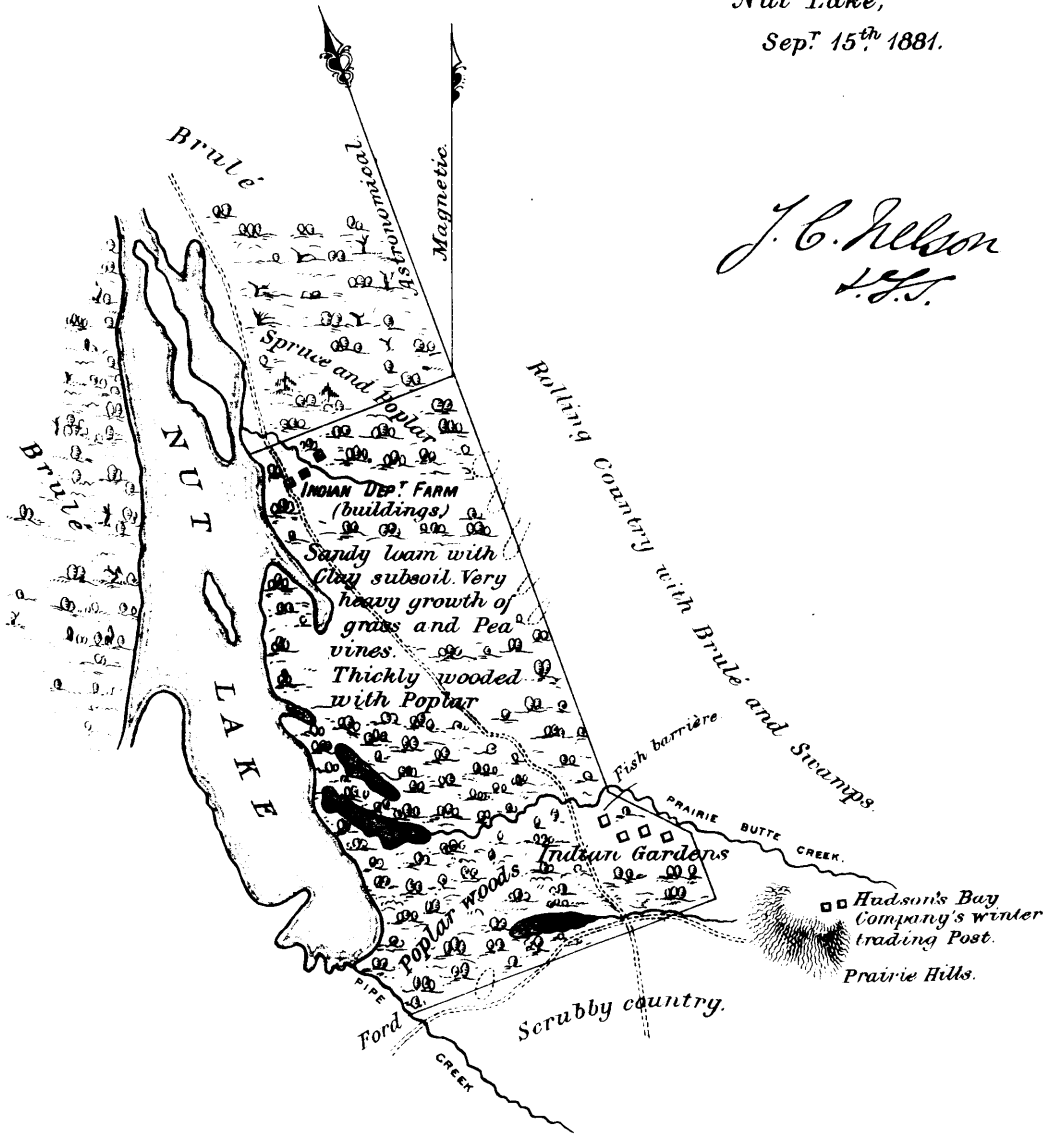 Nut Lake,
Sep.r 15th 1881.
J. C. Nelson
D.L.S.
Astronomical.
Magnetic.
Brulé
Spruce and poplar
Brulé
NUT LAKE
INDIAN DEP.T FARM
(buildings)
Sandy loam with
Clay subsoil. Very
heavy growth of
grass and Pea
vines.
Thickly wooded
with Poplar
Rolling Country with Brulé and Swamps.
Fish barrière
PRAIRIE BUTTE CREEK.
Indian Gardens
Poplar woods
Hudson's Bay
Company's winter
trading Post.
Prairie Hills.
Scrubby country.
Ford
PIPE CREEK